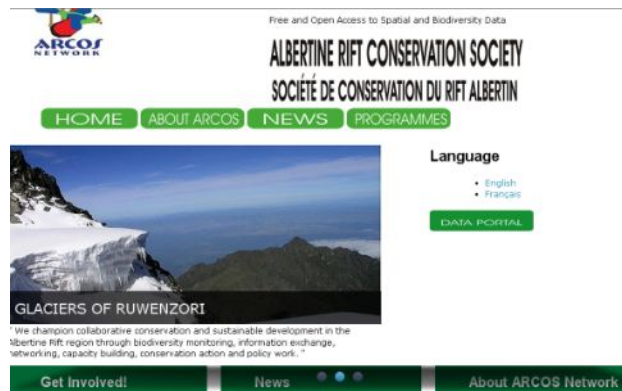 Free and Open Access to Spatial and Biodiversity Data
ARCOS
NETWORK
ALBERTINE RIFT CONSERVATION SOCIETY
SOCIÉTÉ DE CONSERVATION DU RIFT ALBERTIN
HOME ABOUT ARCOS NEWS PROGRAMMES
Language
• English
• Français
DATA PORTAL
GLACIERS OF RUWENZORI
" We champion collaborative conservation and sustainable development in the
Albertine Rift region through biodiversity monitoring, information exchange,
networking, capacity building, conservation action and policy work. "
Get Involved! News About ARCOS Network